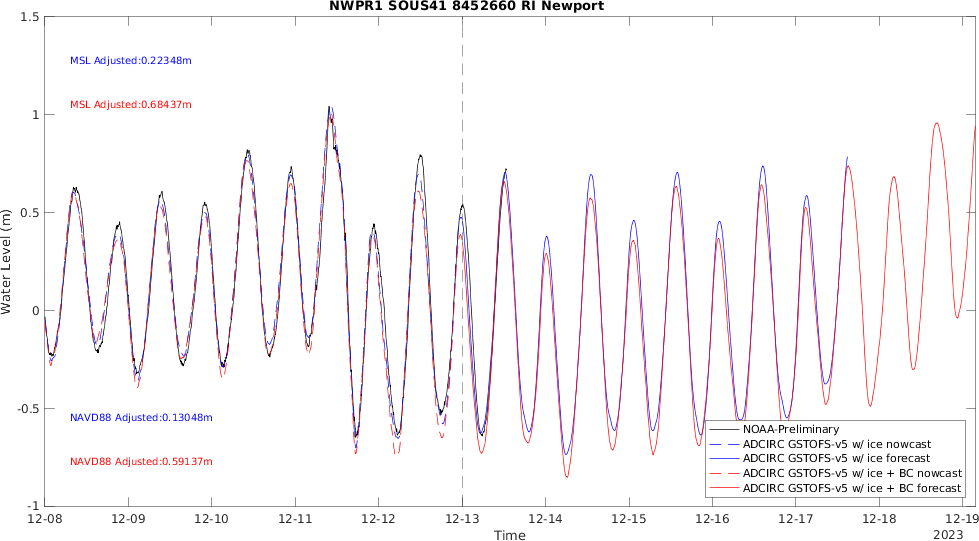 NWPR1 SOUS41 8452660 RI Newport
1.5
1
0.5
0
-0.5
-1
Water Level (m)
MSL Adjusted:0.22348m
MSL Adjusted:0.68437m
NAVD88 Adjusted:0.13048m
NAVD88 Adjusted:0.59137m
NOAA-Preliminary
ADCIRC GSTOFS-v5 w/ ice nowcast
ADCIRC GSTOFS-v5 w/ ice forecast
ADCIRC GSTOFS-v5 w/ ice + BC nowcast
ADCIRC GSTOFS-v5 w/ ice + BC forecast
12-08 12-09 12-10 12-11 12-12 12-13 12-14 12-15 12-16 12-17 12-18 12-19
Time
2023